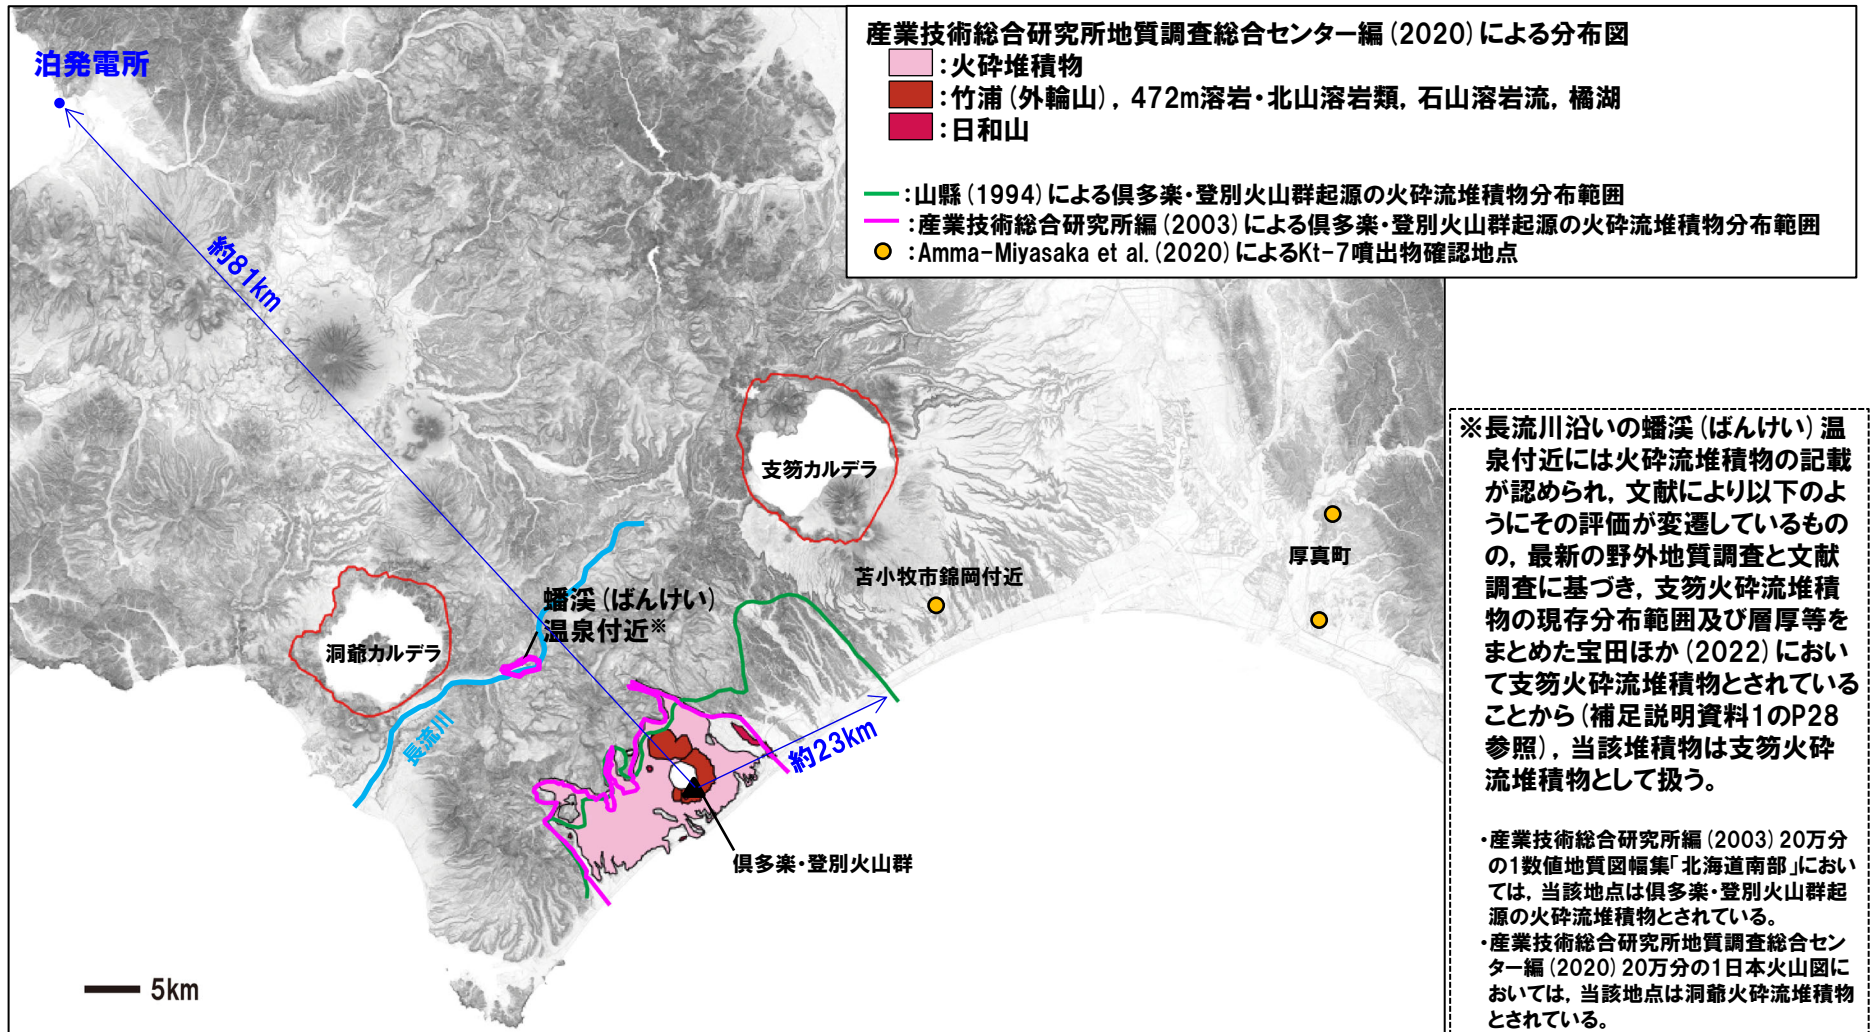 産業技術総合研究所地質調査総合センター編(2020)による分布図
:火砕堆積物
:竹浦(外輪山),472m溶岩・北山溶岩類,石山溶岩流,橘湖
:日和山
:山縣(1994)による倶多楽・登別火山群起源の火砕流堆積物分布範囲
:産業技術総合研究所編(2003)による倶多楽・登別火山群起源の火砕流堆積物分布範囲
:Amma-Miyasaka et al.(2020)によるKt-7噴出物確認地点
泊発電所
約81km
支笏カルデラ
苫小牧市錦岡付近
厚真町
蟠渓(ばんけい)
温泉付近※
洞爺カルデラ
長流川
約23km
倶多楽・登別火山群
5km
※長流川沿いの蟠渓(ばんけい)温
泉付近には火砕流堆積物の記載
が認められ,文献により以下のよ
うにその評価が変遷しているもの
の,最新の野外地質調査と文献
調査に基づき,支笏火砕流堆積
物の現存分布範囲及び層厚等を
まとめた宝田ほか(2022)におい
て支笏火砕流堆積物とされている
ことから(補足説明資料1のP28
参照),当該堆積物は支笏火砕
流堆積物として扱う。
・産業技術総合研究所編(2003)20万分
の1数値地質図幅集「北海道南部」におい
ては,当該地点は倶多楽・登別火山群起
源の火砕流堆積物とされている。
・産業技術総合研究所地質調査総合セン
ター編(2020)20万分の1日本火山図に
おいては,当該地点は洞爺火砕流堆積物
とされている。